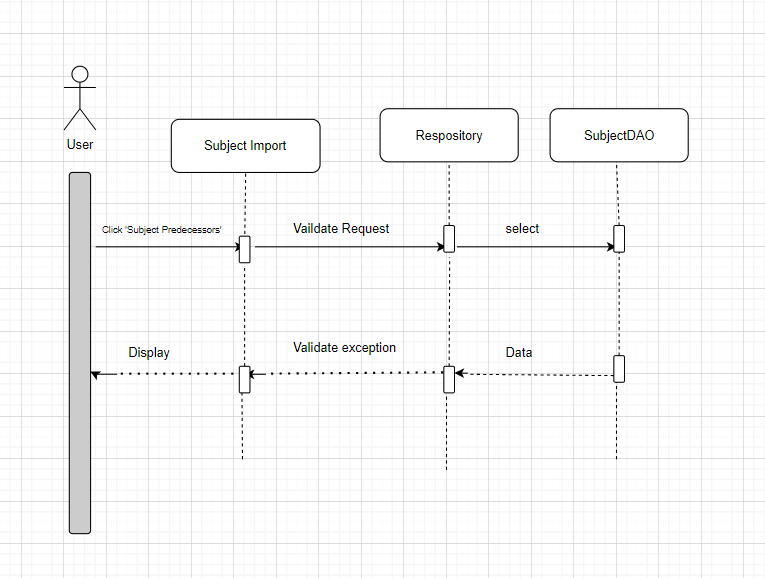 User
Subject Import
Respository
SubjectDAO
Click 'Subject Predecessors'
Vaildate Request
select
Display
Validate exception
Data